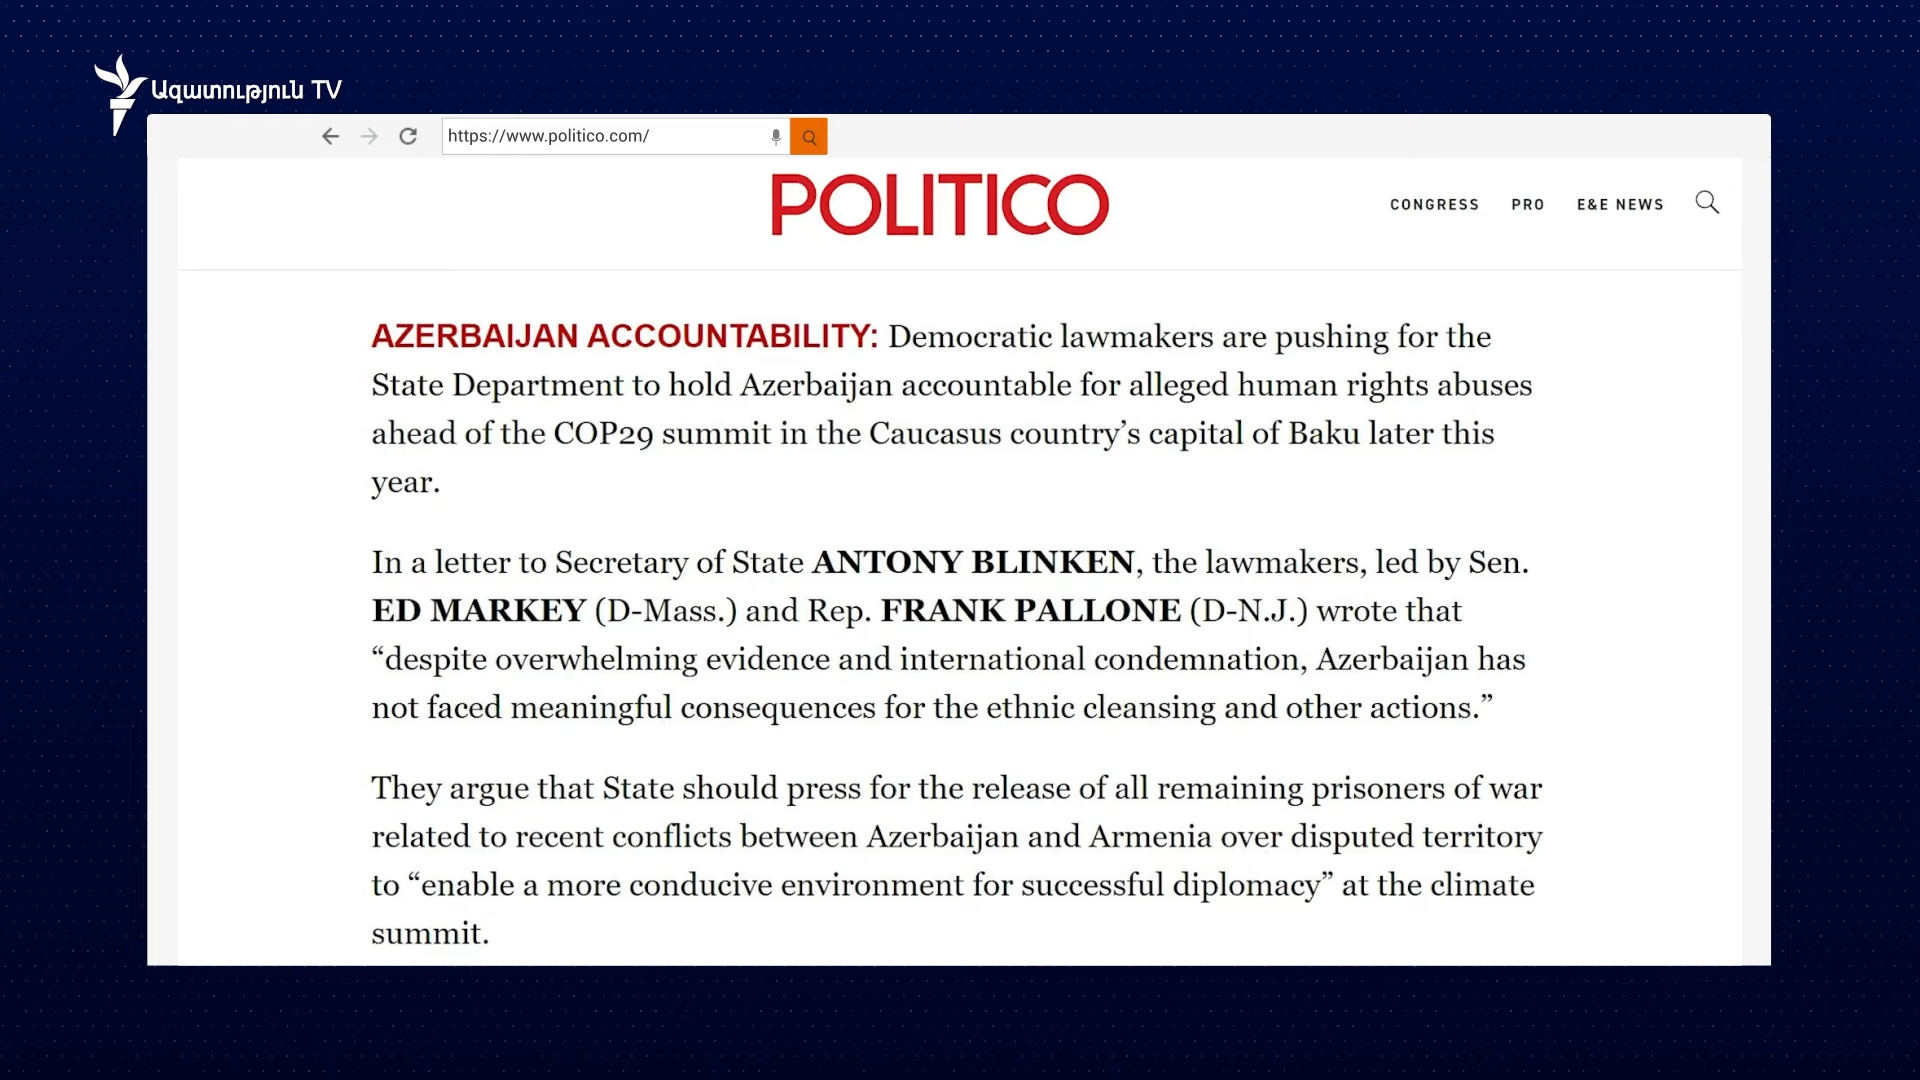 Ազատություն TV
https://www.politico.com/
POLITICO
CONGRESS PRO E&E NEWS
AZERBAIJAN ACCOUNTABILITY: Democratic lawmakers are pushing for the
State Department to hold Azerbaijan accountable for alleged human rights abuses
ahead of the COP29 summit in the Caucasus country’s capital of Baku later this
year.
In a letter to Secretary of State ANTONY BLINKEN, the lawmakers, led by Sen.
ED MARKEY (D-Mass.) and Rep. FRANK PALLONE (D-N.J.) wrote that
“despite overwhelming evidence and international condemnation, Azerbaijan has
not faced meaningful consequences for the ethnic cleansing and other actions.”
They argue that State should press for the release of all remaining prisoners of war
related to recent conflicts between Azerbaijan and Armenia over disputed territory
to “enable a more conducive environment for successful diplomacy” at the climate
summit.